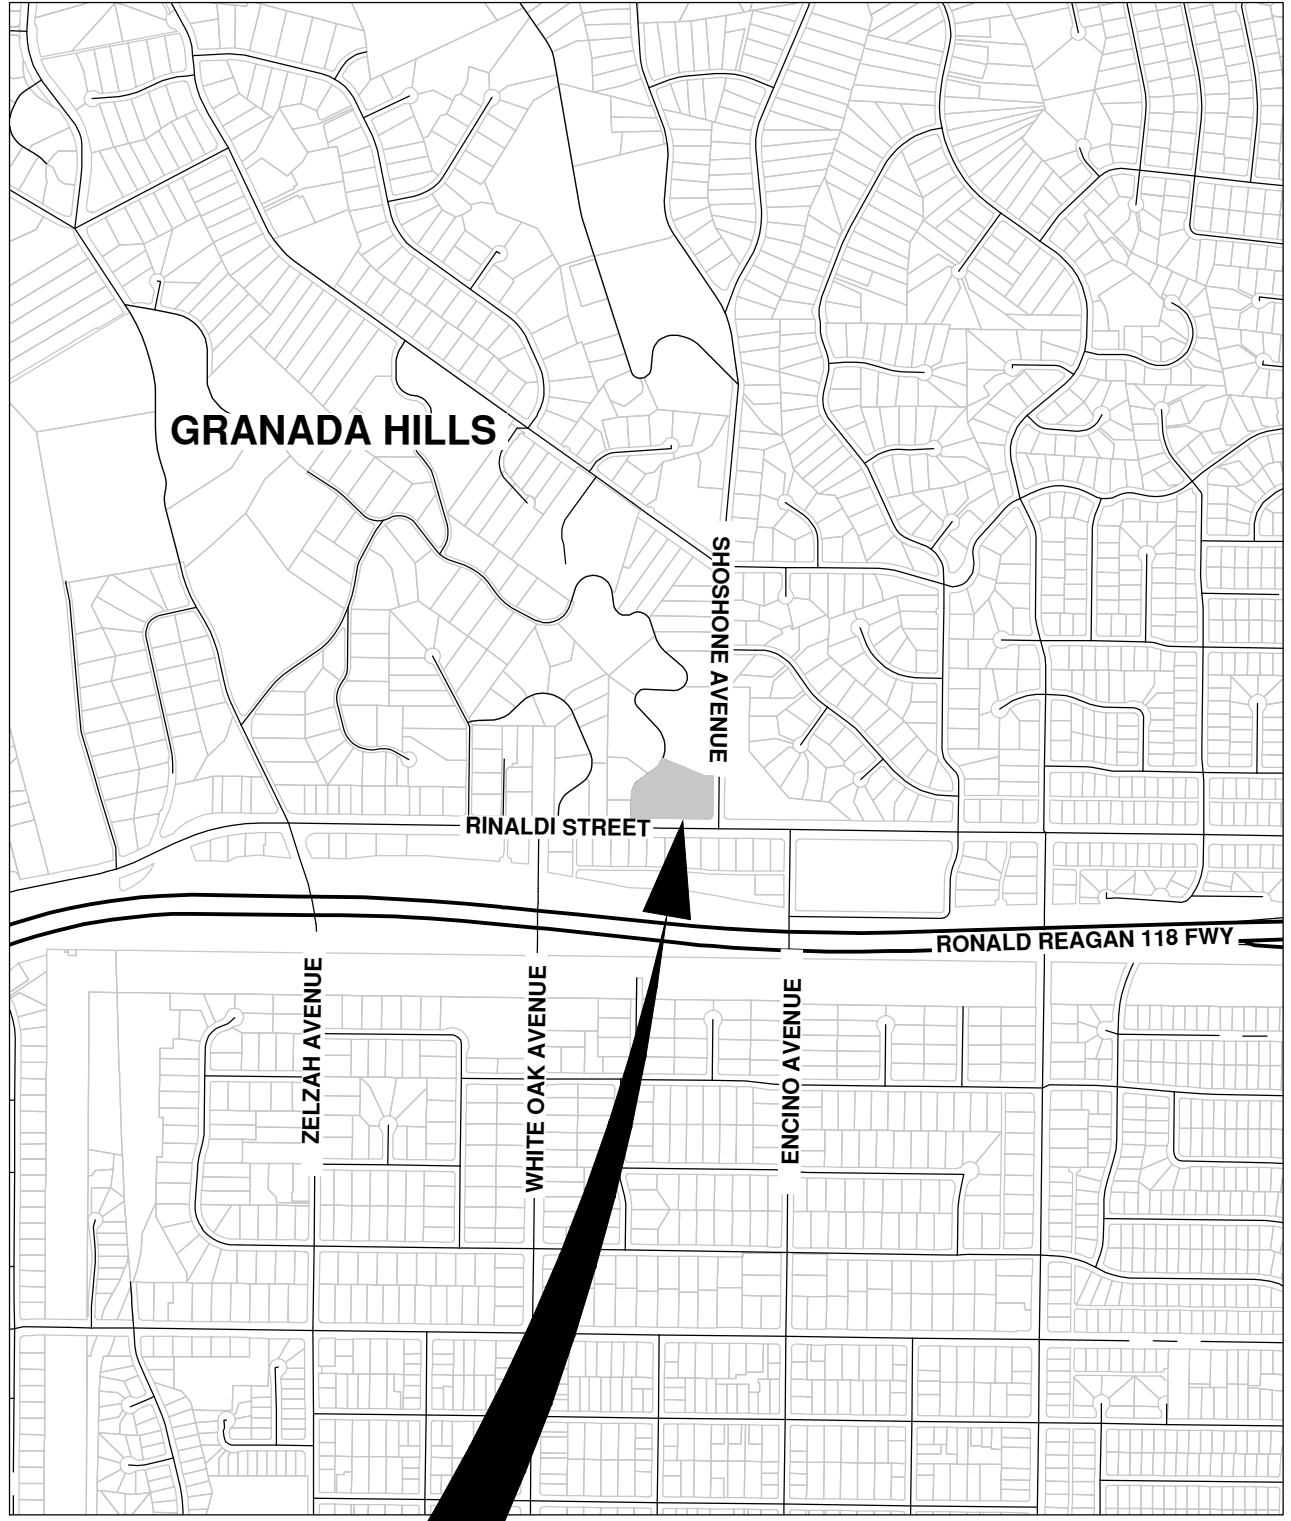 GRANADA HILLS
SHOSHONE AVENUE
RINALDI STREET
RONALD REAGAN 118 FWY
ZELZAH AVENUE
WHITE OAK AVENUE
ENCINO AVENUE